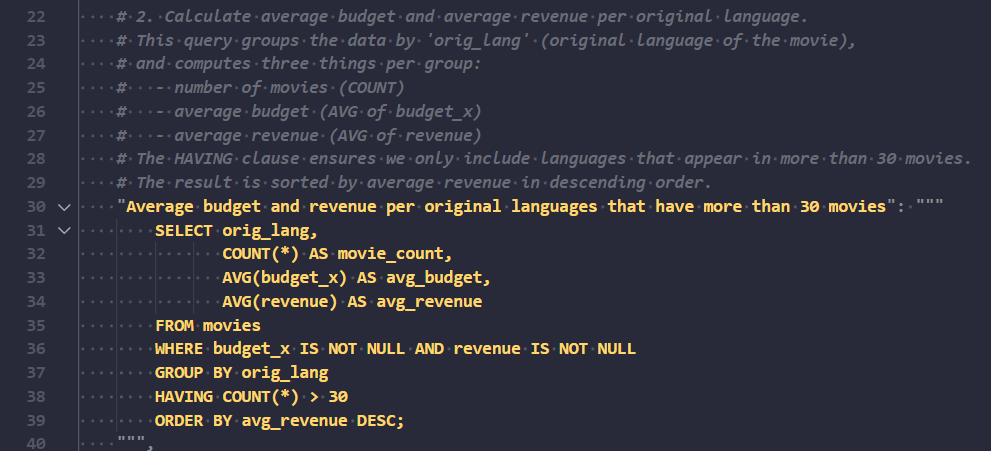 22 # 2. Calculate average budget and average revenue per original language.
23 # This query groups the data by 'orig_lang' (original language of the movie),
24 # and computes three things per group:
25 # - number of movies (COUNT)
26 # - average budget (AVG of budget_x)
27 # - average revenue (AVG of revenue)
28 # The HAVING clause ensures we only include languages that appear in more than 30 movies.
29 # The result is sorted by average revenue in descending order.
30 "Average budget and revenue per original languages that have more than 30 movies": """
31 SELECT orig_lang,
32 COUNT(*) AS movie_count,
33 AVG(budget_x) AS avg_budget,
34 AVG(revenue) AS avg_revenue
35 FROM movies
36 WHERE budget_x IS NOT NULL AND revenue IS NOT NULL
37 GROUP BY orig_lang
38 HAVING COUNT(*) > 30
39 ORDER BY avg_revenue DESC;
40 """,